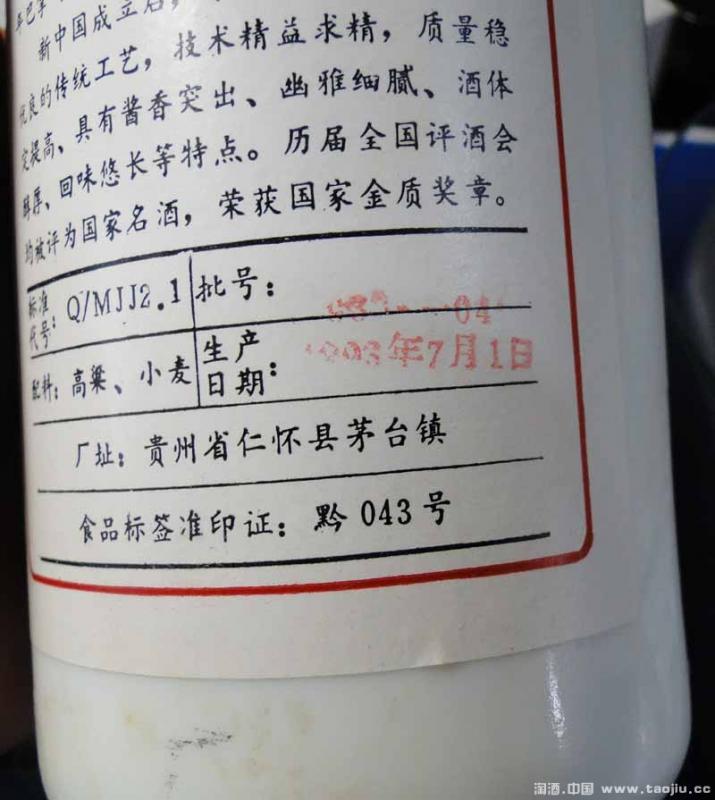 新中国成立后,
优良的传统工艺, 技术精益求精, 质量稳
定提高、具有酱香突出、幽雅细腻、酒体
醇厚、回味悠长等特点。历届全国评酒会
均被评为国家名酒, 荣获国家金质奖章。
标准代号: Q/MJJ2.1 批号:
配料: 高粱、小麦 生产日期: 年7月1日
厂址: 贵州省仁怀县茅台镇
食品标签准印证: 黔043号
淘酒.中国 www.taojiu.cc